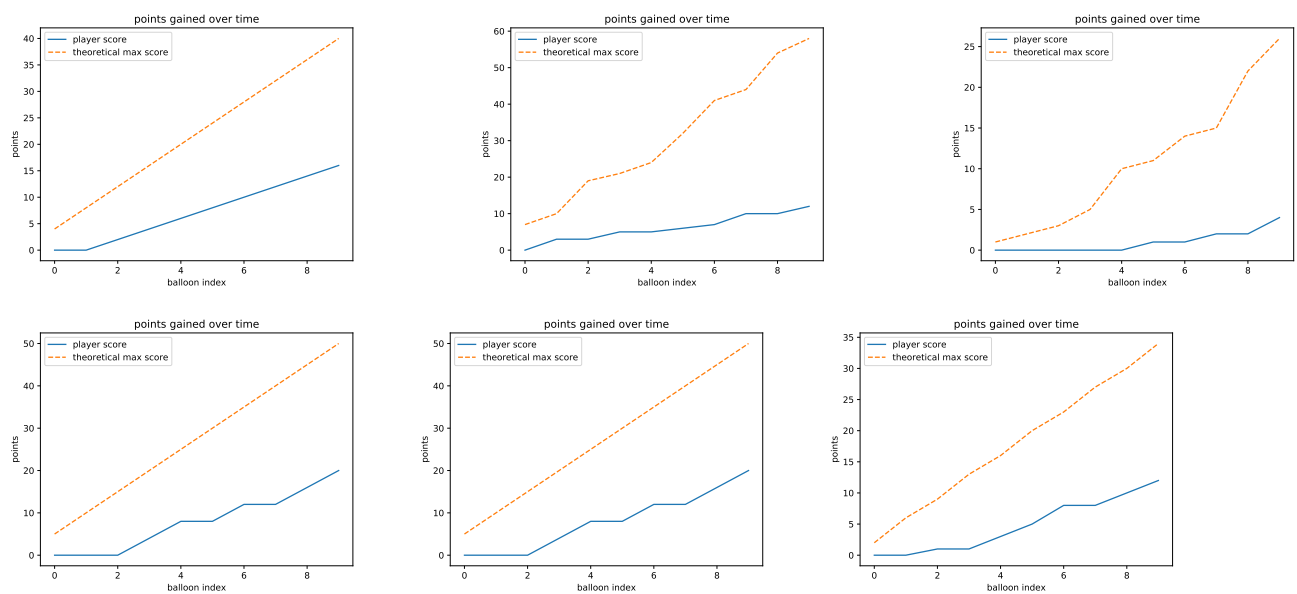 points gained over time
player score
theoretical max score
40
35
30
25
20
15
10
5
0
points
0 2 4 6 8
balloon index
points gained over time
player score
theoretical max score
60
50
40
30
20
10
0
points
0 2 4 6 8
balloon index
points gained over time
player score
theoretical max score
25
20
15
10
5
0
points
0 2 4 6 8
balloon index
points gained over time
player score
theoretical max score
50
40
30
20
10
0
points
0 2 4 6 8
balloon index
points gained over time
player score
theoretical max score
50
40
30
20
10
0
points
0 2 4 6 8
balloon index
points gained over time
player score
theoretical max score
35
30
25
20
15
10
5
0
points
0 2 4 6 8
balloon index